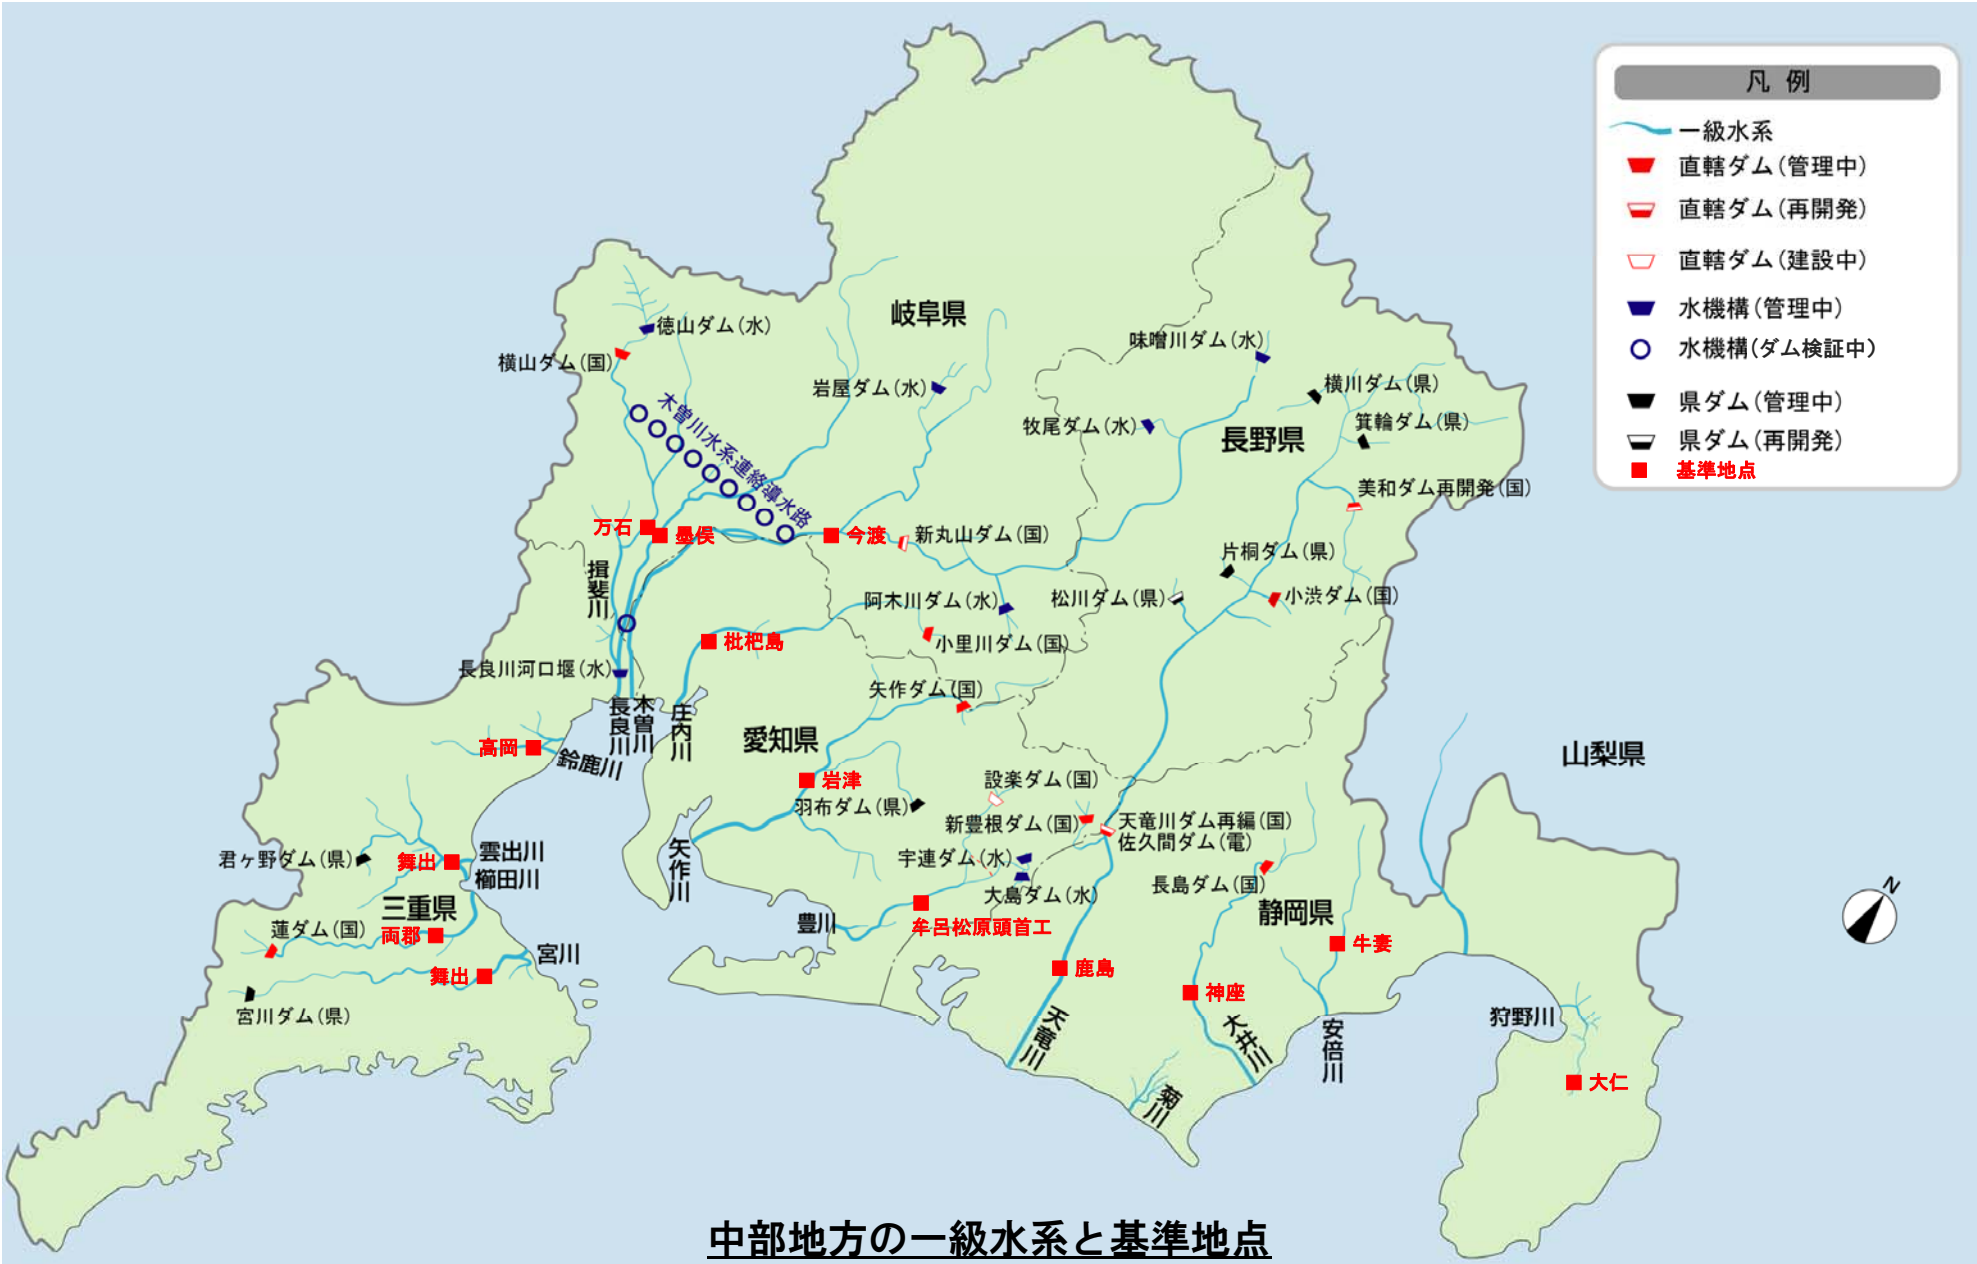 凡 例
一級水系
直轄ダム(管理中)
直轄ダム(再開発)
直轄ダム(建設中)
水機構(管理中)
水機構(ダム検証中)
県ダム(管理中)
県ダム(再開発)
基準地点
岐阜県
徳山ダム(水)
横山ダム(国)
味噌川ダム(水)
岩屋ダム(水)
横川ダム(県)
木曽川水系連絡導水路
牧尾ダム(水)
長野県
箕輪ダム(県)
美和ダム再開発(国)
万石
墨俣
今渡
新丸山ダム(国)
片桐ダム(県)
揖斐川
阿木川ダム(水)
松川ダム(県)
小渋ダム(国)
枇杷島
小里川ダム(国)
長良川河口堰(水)
矢作ダム(国)
長良川
木曽川
庄内川
高岡
鈴鹿川
愛知県
山梨県
岩津
設楽ダム(国)
羽布ダム(県)
新豊根ダム(国)
天竜川ダム再編(国)
佐久間ダム(電)
君ヶ野ダム(県)
舞出
雲出川
櫛田川
矢作川
宇連ダム(水)
大島ダム(水)
長島ダム(国)
三重県
静岡県
蓮ダム(国)
両郡
豊川
牟呂松原頭首工
牛妻
宮川
舞出
鹿島
神座
宮川ダム(県)
天竜川
大井川
安倍川
狩野川
大仁
菊川
N
中部地方の一級水系と基準地点